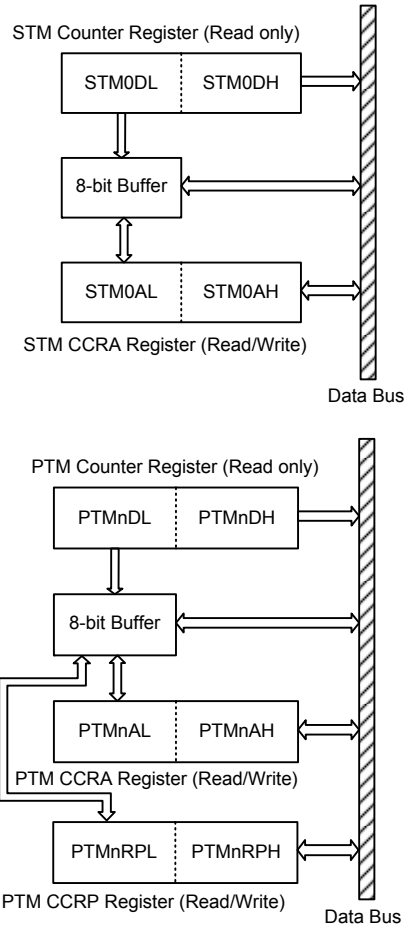 STM Counter Register (Read only)
STM0DL STM0DH
8-bit Buffer
STM0AL STM0AH
STM CCRA Register (Read/Write)
Data Bus
PTM Counter Register (Read only)
PTMnDL PTMnDH
8-bit Buffer
PTMnAL PTMnAH
PTM CCRA Register (Read/Write)
PTMnRPL PTMnRPH
PTM CCRP Register (Read/Write)
Data Bus